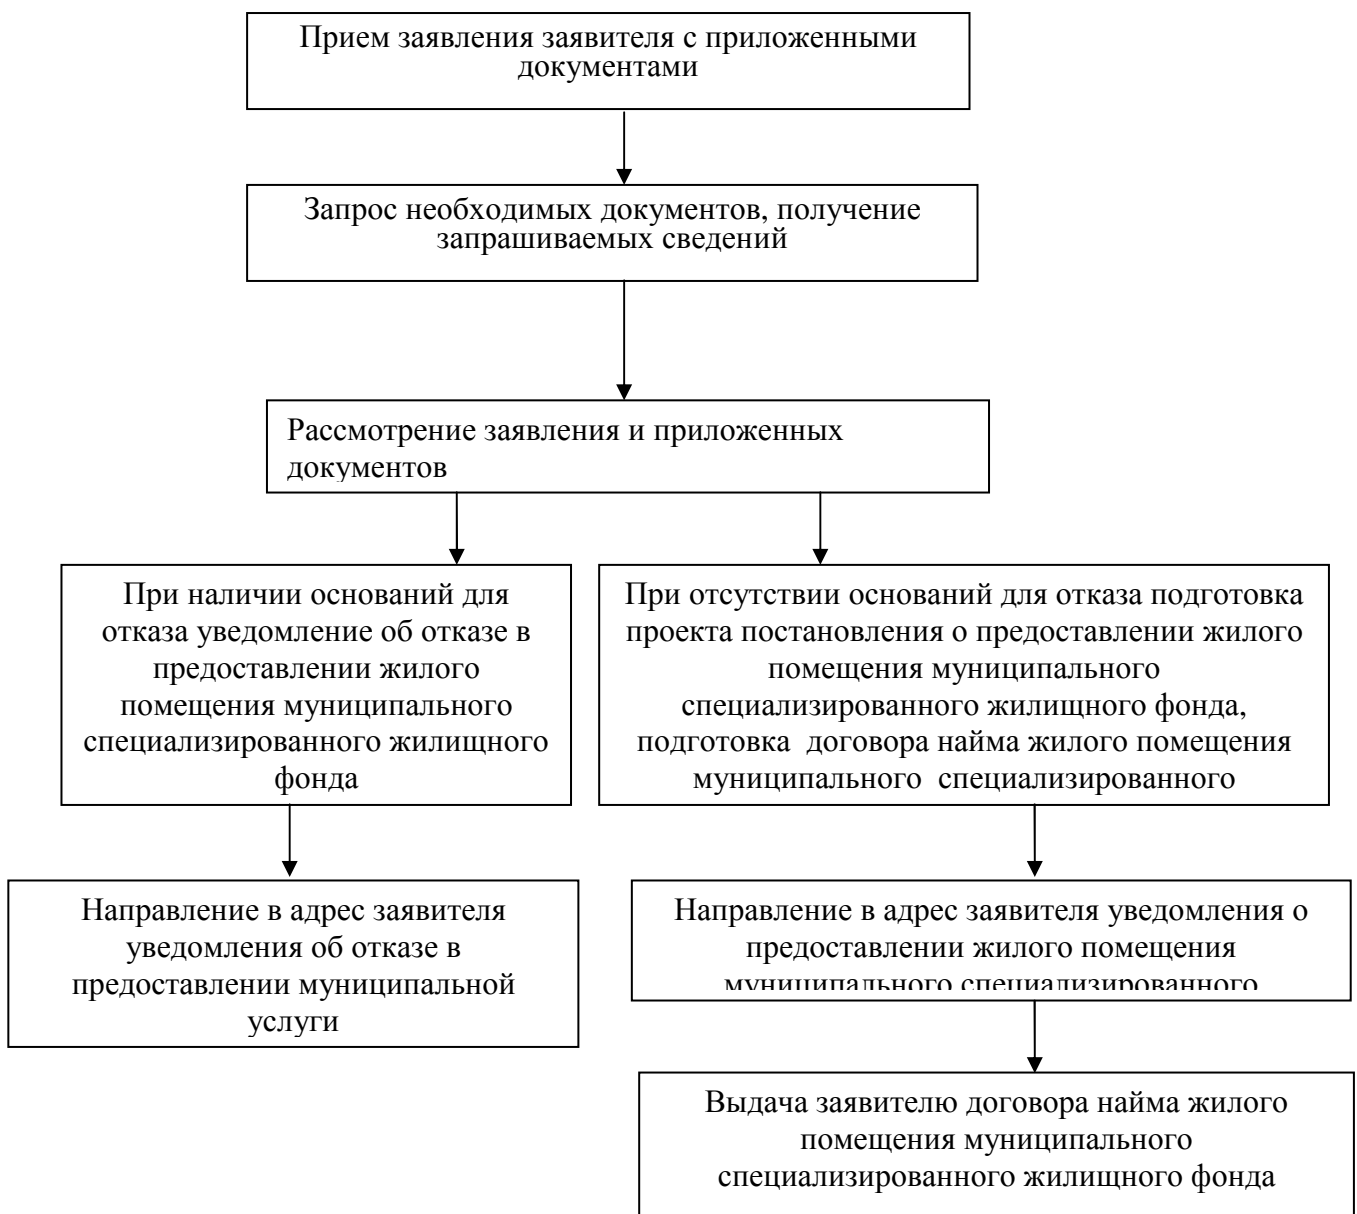 Прием заявления заявителя с приложенными
документами
Запрос необходимых документов, получение
запрашиваемых сведений
Рассмотрение заявления и приложенных
документов
При наличии оснований для
отказа уведомление об отказе в
предоставлении жилого
помещения муниципального
специализированного жилищного
фонда
При отсутствии оснований для отказа подготовка
проекта постановления о предоставлении жилого
помещения муниципального
специализированного жилищного фонда,
подготовка  договора найма жилого помещения
муниципального  специализированного
Направление в адрес заявителя
уведомления об отказе в
предоставлении муниципальной
услуги
Направление в адрес заявителя уведомления о
предоставлении жилого помещения
муниципального специализированного
Выдача заявителю договора найма жилого
помещения муниципального
специализированного жилищного фонда